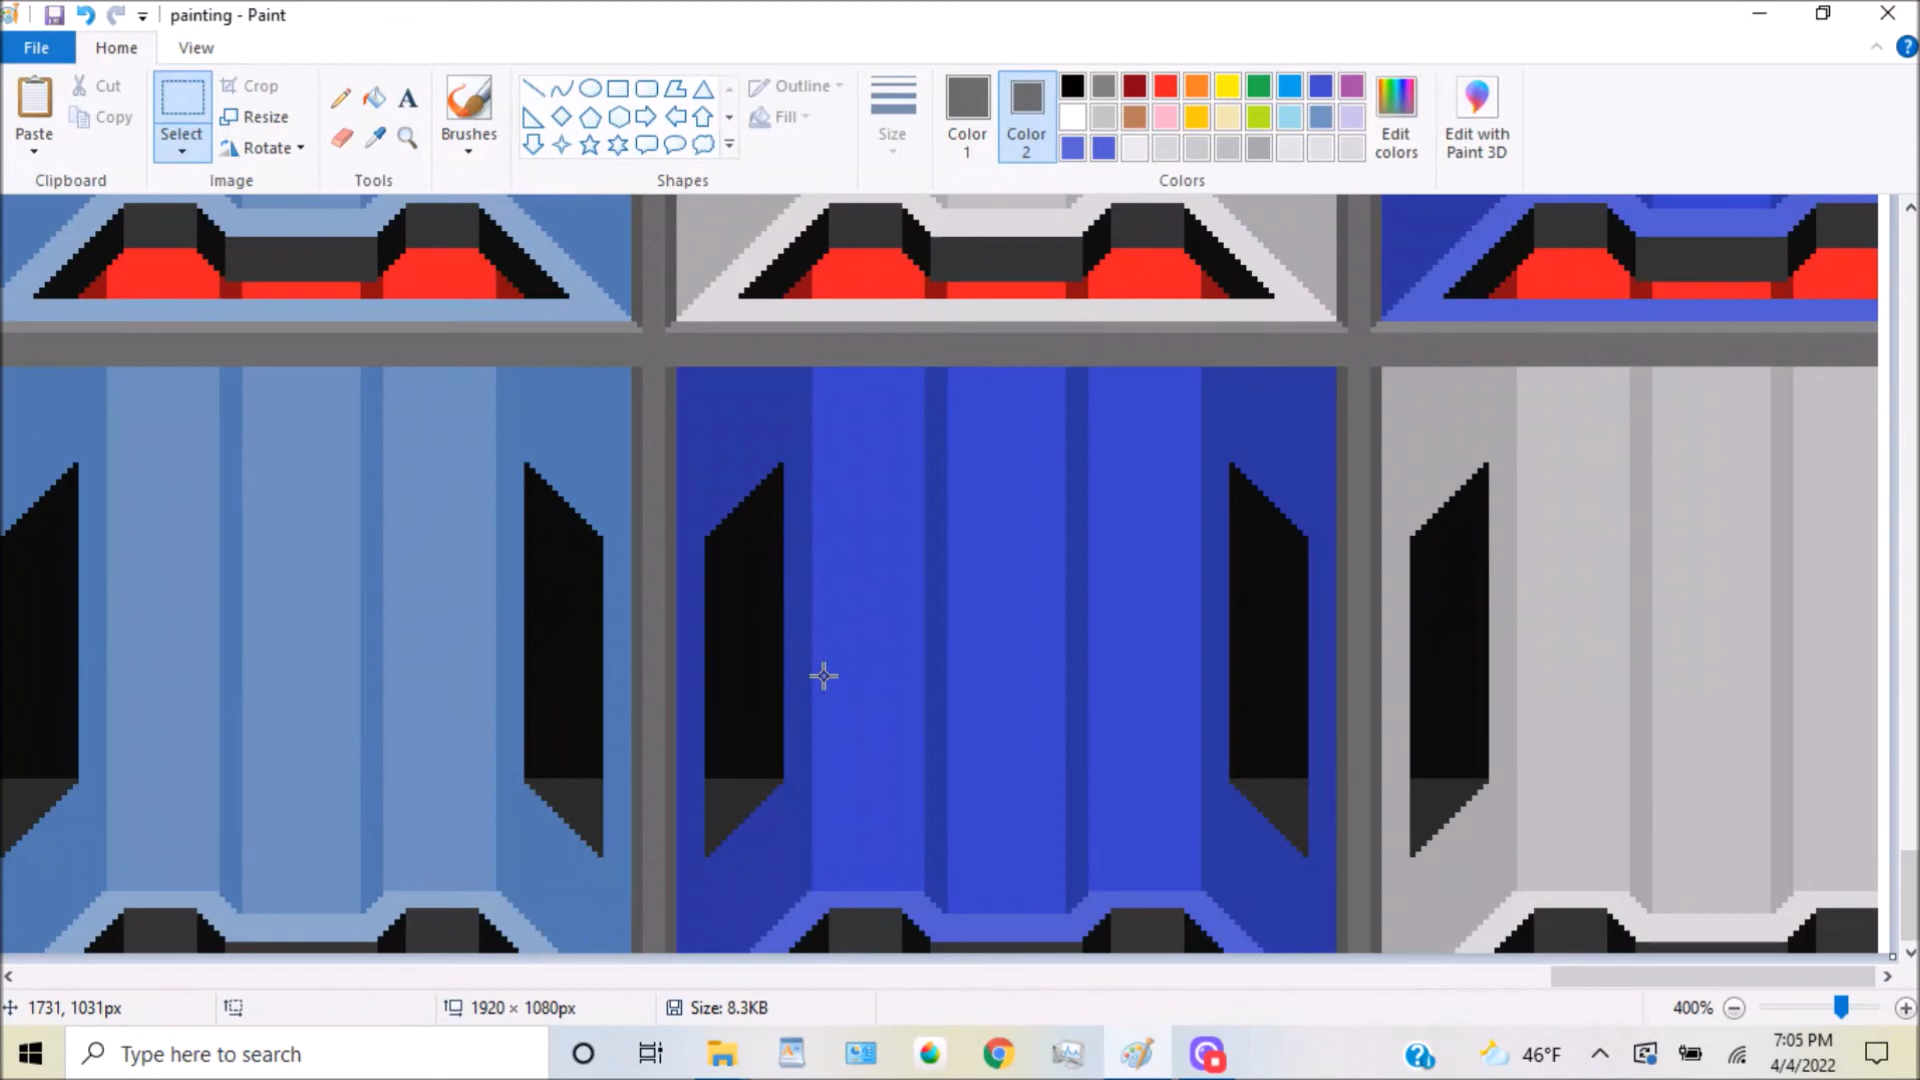 painting - Paint
File Home View
Paste
Cut
Copy
Clipboard
Select
Crop
Resize
Rotate
Image
A
Tools
Brushes
Outline
Fill
Shapes
Size
Color 1
Color 2
Edit colors
Edit with Paint 3D
Colors
1731, 1031px
1920 × 1080px
Size: 8.3KB
400%
Type here to search
46°F
7:05 PM
4/4/2022